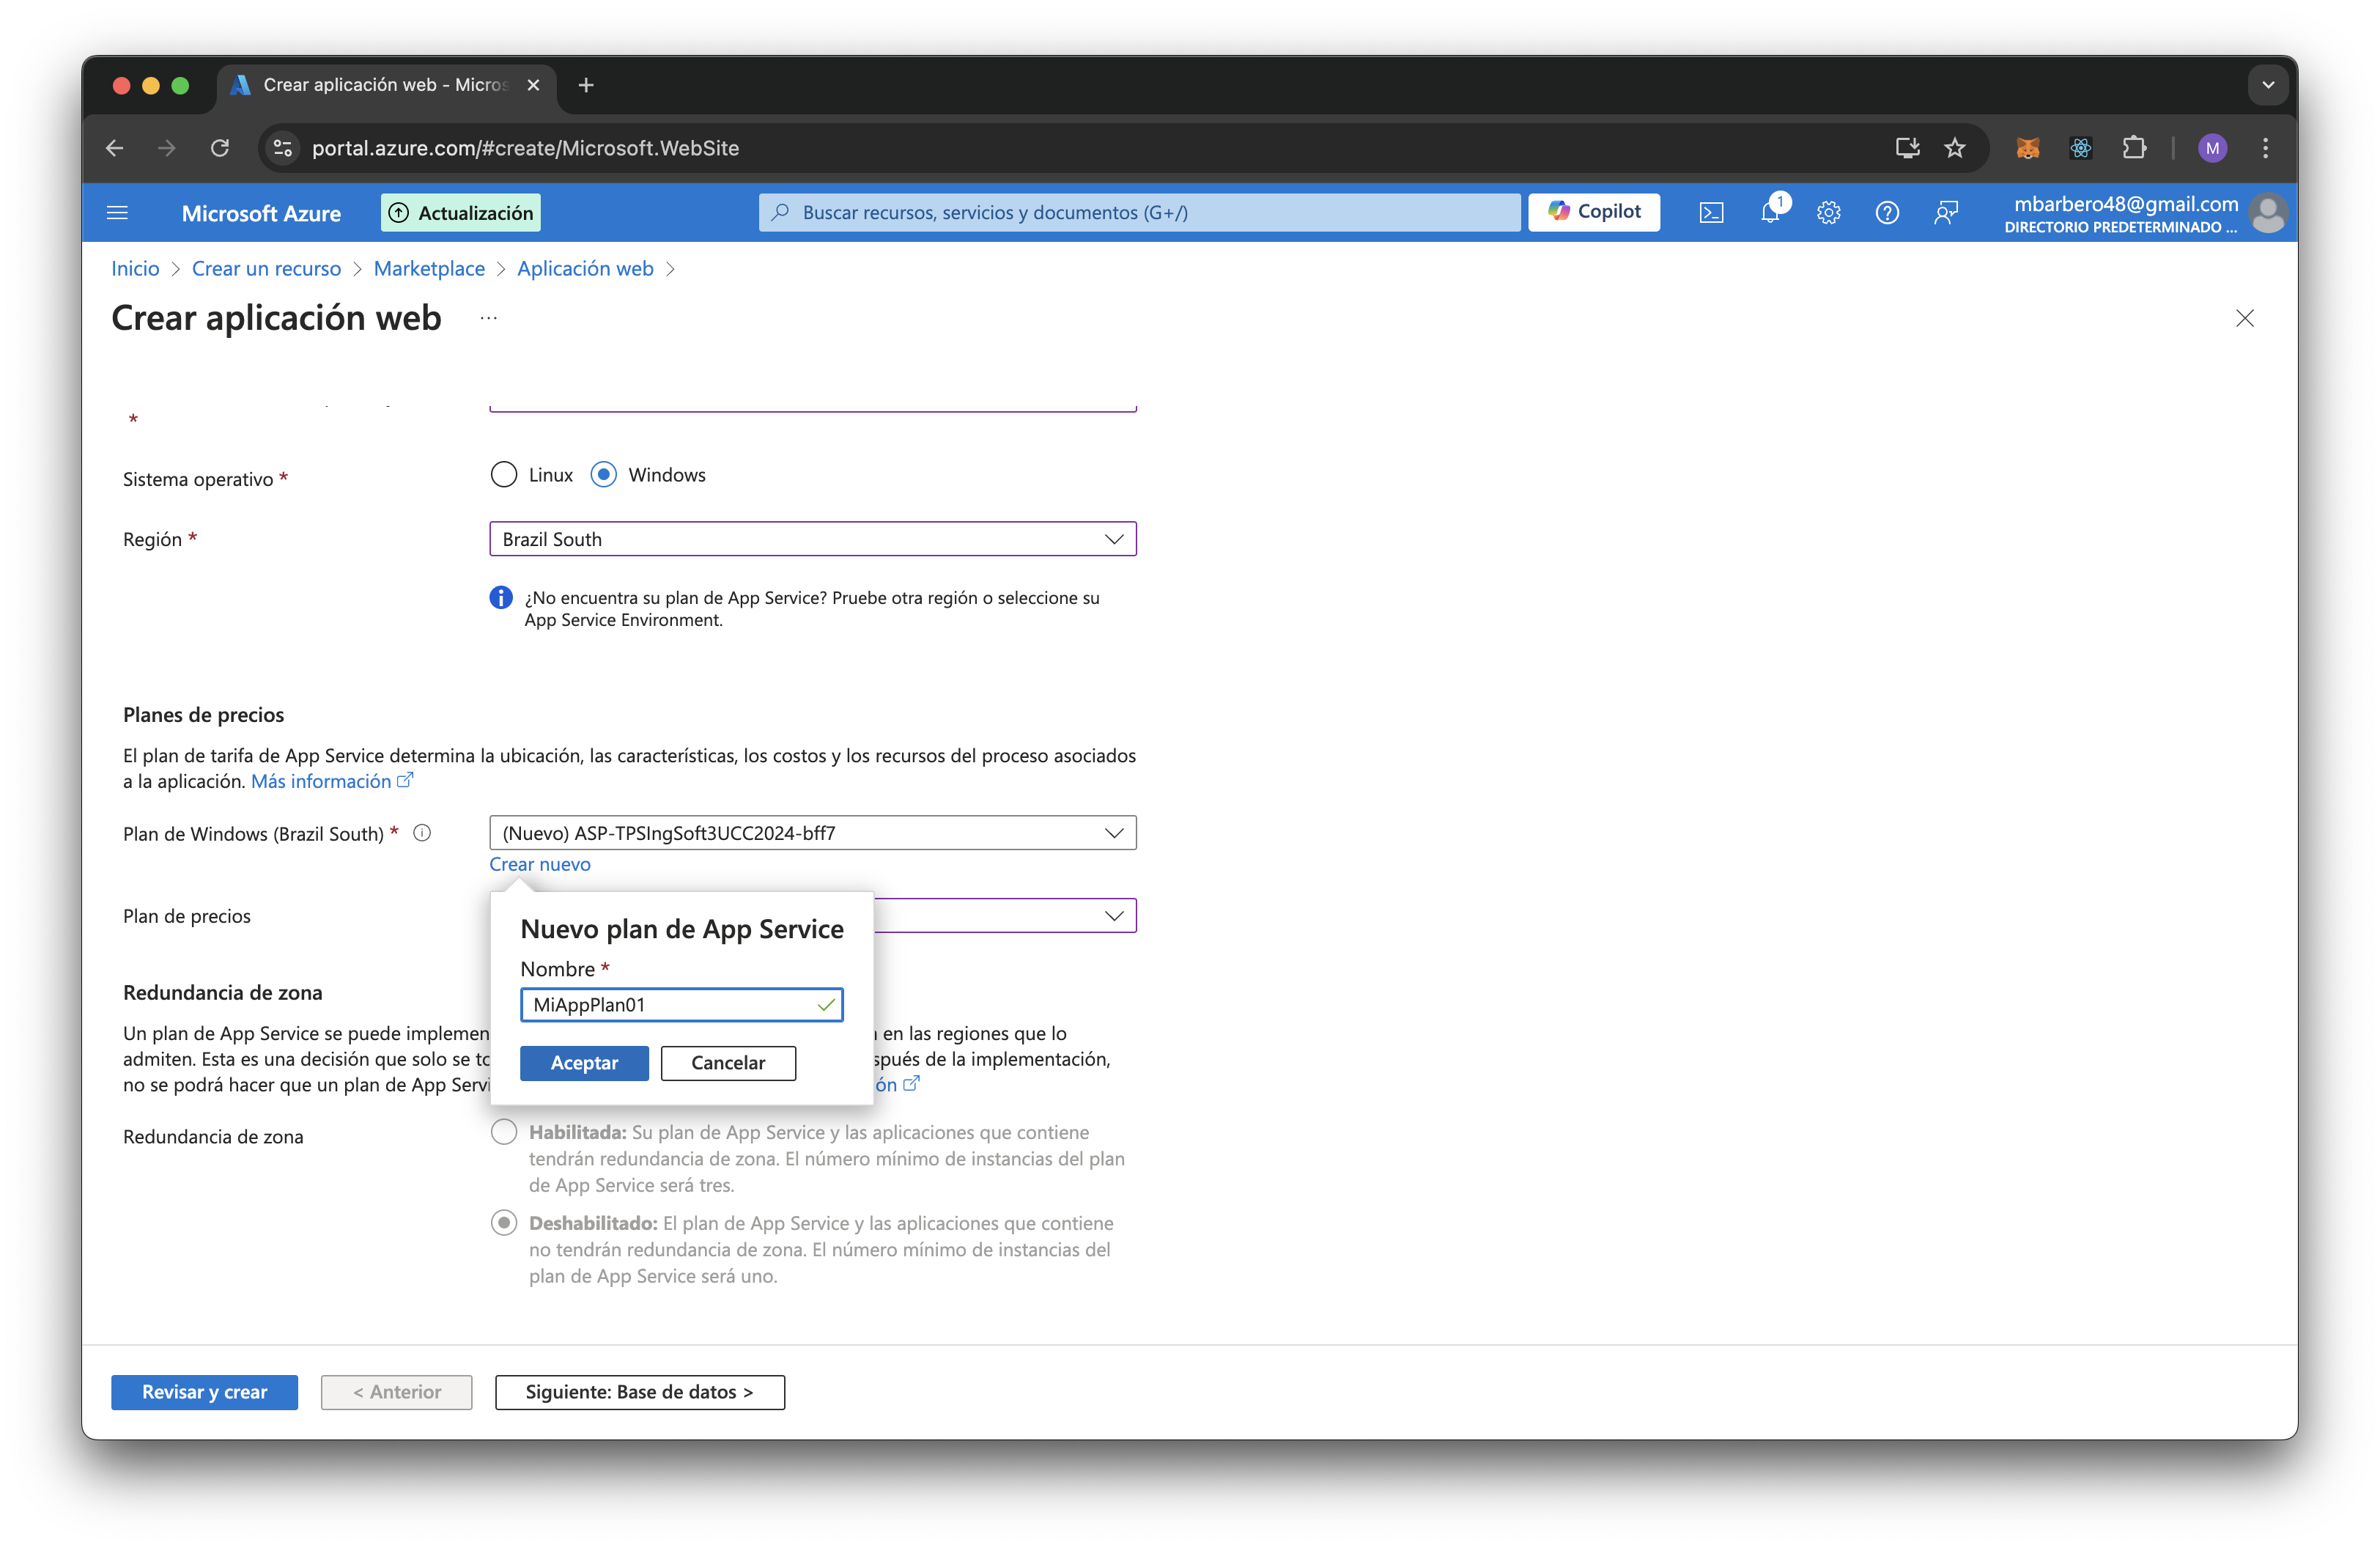 Crear aplicación web - Micros
portal.azure.com/#create/Microsoft.WebSite
M
Microsoft Azure
Actualización
Buscar recursos, servicios y documentos (G+/)
Copilot
1
mbarbero48@gmail.com
DIRECTORIO PREDETERMINADO ...
Inicio > Crear un recurso > Marketplace > Aplicación web >
Crear aplicación web ...
*
Sistema operativo *
Linux
Windows
Región *
Brazil South
¿No encuentra su plan de App Service? Pruebe otra región o seleccione su
App Service Environment.
Planes de precios
El plan de tarifa de App Service determina la ubicación, las características, los costos y los recursos del proceso asociados
a la aplicación. Más información
Plan de Windows (Brazil South) *
(Nuevo) ASP-TPSIngSoft3UCC2024-bff7
Crear nuevo
Plan de precios
Nuevo plan de App Service
Nombre *
MiAppPlan01
Aceptar
Cancelar
Redundancia de zona
Un plan de App Service se puede implemen
en las regiones que lo
admiten. Esta es una decisión que solo se to
spués de la implementación,
no se podrá hacer que un plan de App Servi
ón
Redundancia de zona
Habilitada: Su plan de App Service y las aplicaciones que contiene
tendrán redundancia de zona. El número mínimo de instancias del plan
de App Service será tres.
Deshabilitado: El plan de App Service y las aplicaciones que contiene
no tendrán redundancia de zona. El número mínimo de instancias del
plan de App Service será uno.
Revisar y crear
< Anterior
Siguiente: Base de datos >